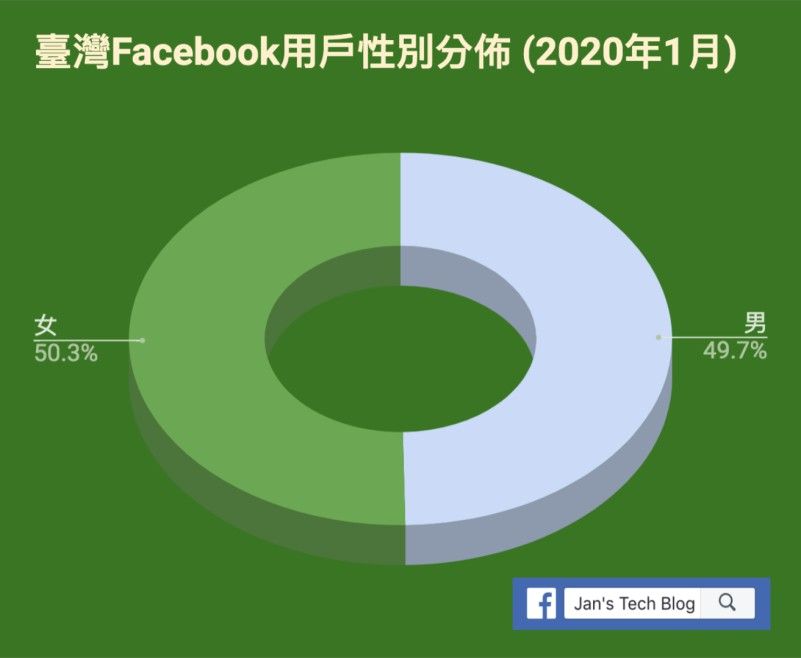 臺灣Facebook用戶性別分佈 (2020年1月)
女
50.3%
男
49.7%
Jan's Tech Blog